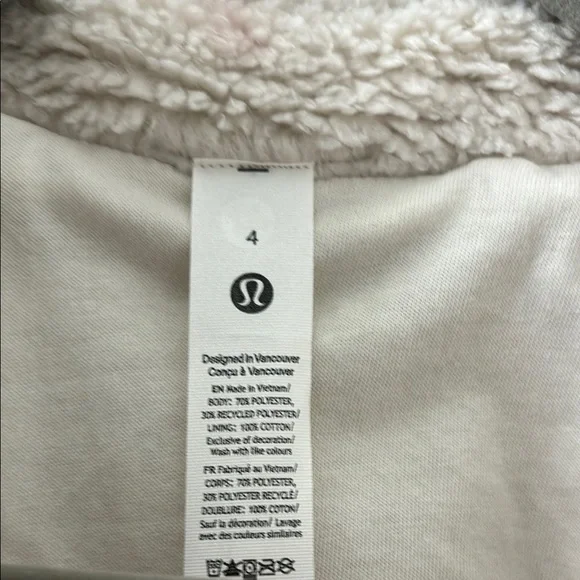 4
Designed in Vancouver
Conçu à Vancouver
EN Made in Vietnam/
BODY: 70% POLYESTER,
30% RECYCLED POLYESTER/
LINING: 100% COTTON/
Exclusive of decoration/
Wash with like colours
FR Fabriqué au Vietnam/
CORPS: 70% POLYESTER,
30% POLYESTER RECYCLÉ/
DOUBLURE: 100% COTON/
Sauf la décoration/ Lavage
avec des couleurs similaires